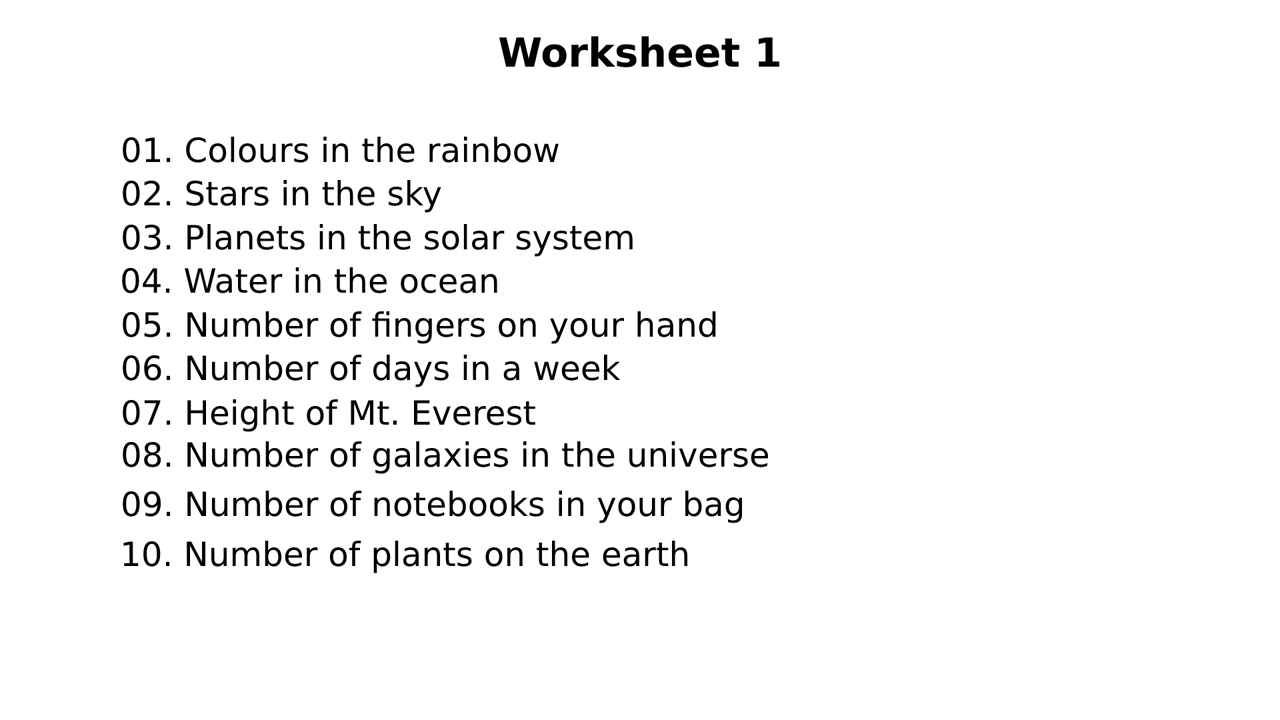 Worksheet 1
01. Colours in the rainbow
02. Stars in the sky
03. Planets in the solar system
04. Water in the ocean
05. Number of fingers on your hand
06. Number of days in a week
07. Height of Mt. Everest
08. Number of galaxies in the universe
09. Number of notebooks in your bag
10. Number of plants on the earth